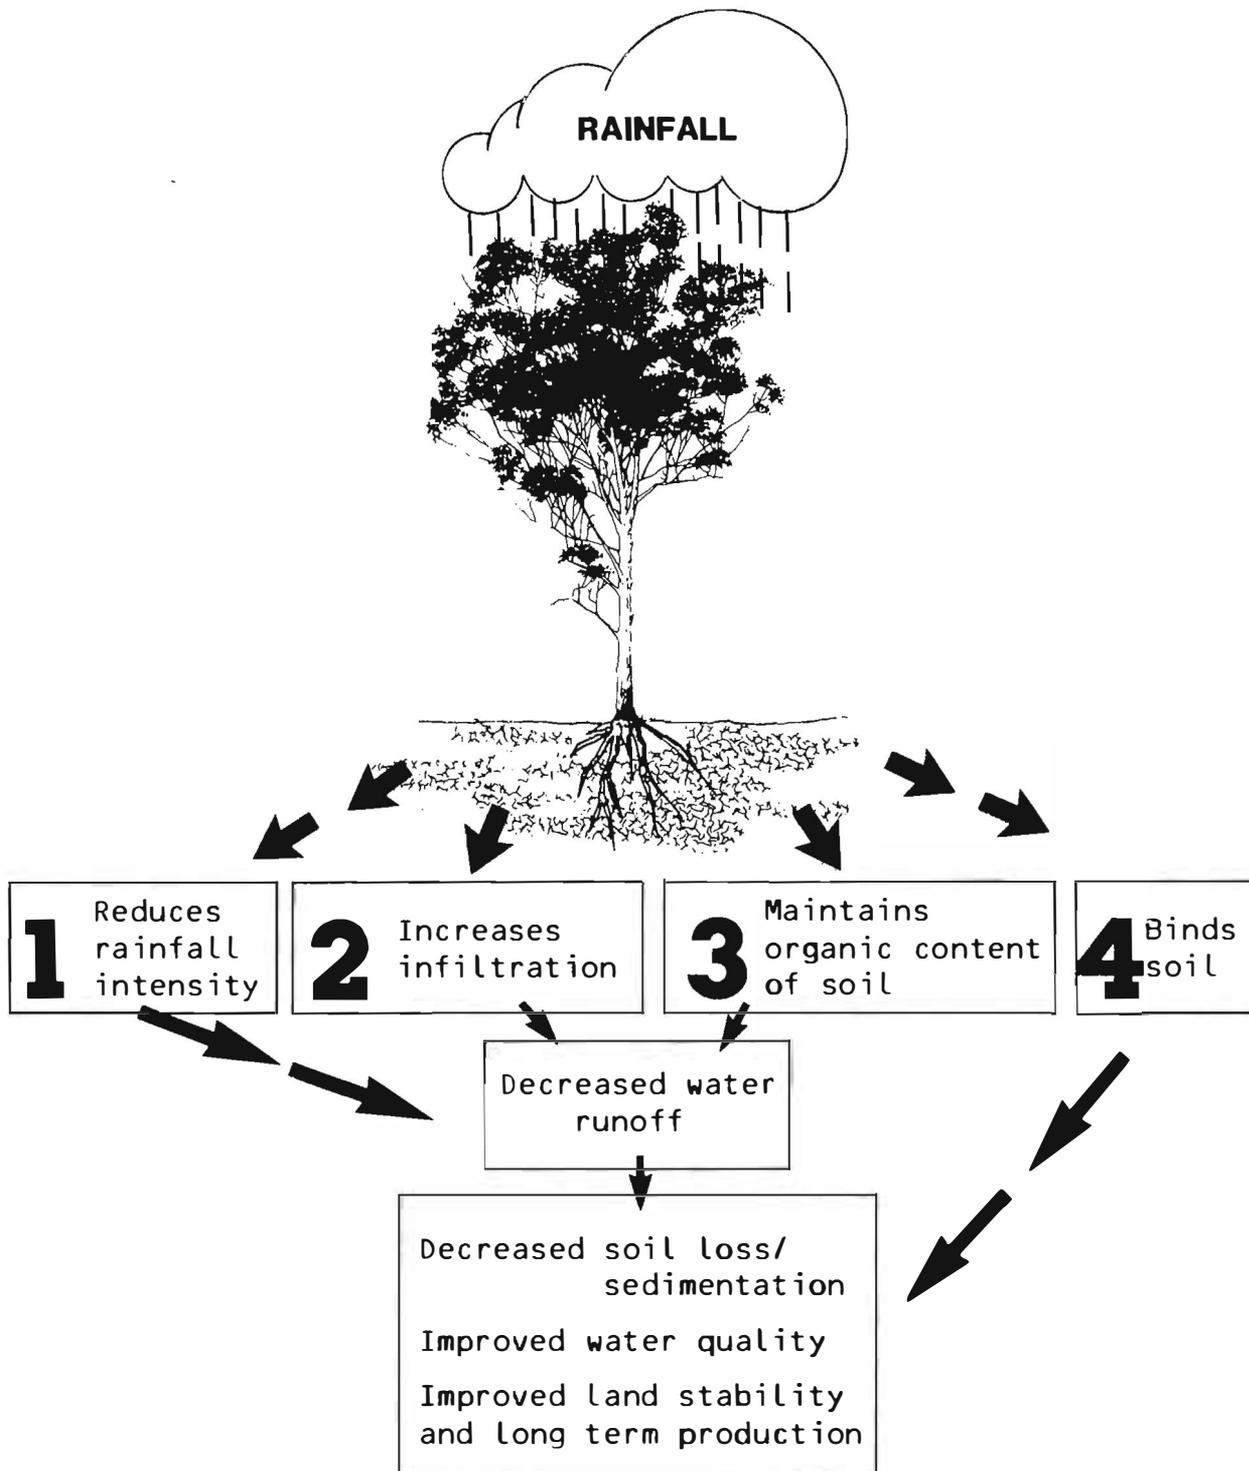 RAINFALL
1
Reduces
rainfall
intensity
2
Increases
infiltration
3
Maintains
organic content
of soil
4
Binds
soil
Decreased water
runoff
Decreased soil loss/
sedimentation
Improved water quality
Improved land stability
and long term production